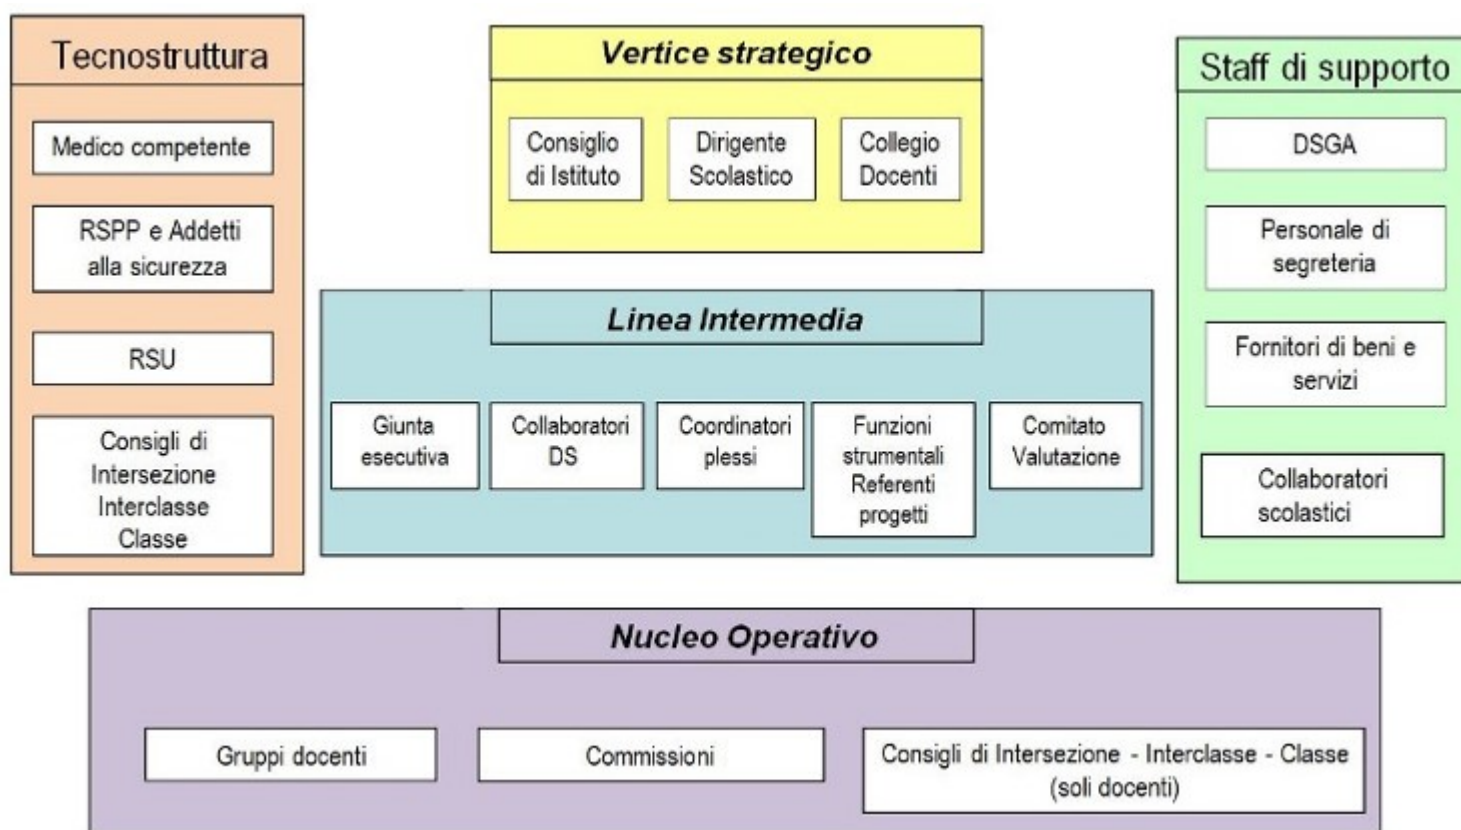 Tecnostruttura
Medico competente
RSPP e Addetti
alla sicurezza
RSU
Consigli di
Intersezione
Interclasse
Classe
Vertice strategico
Consiglio
di Istituto
Dirigente
Scolastico
Collegio
Docenti
Linea Intermedia
Giunta
esecutiva
Collaboratori
DS
Coordinatori
plessi
Funzioni
strumentali
Referenti
progetti
Comitato
Valutazione
Staff di supporto
DSGA
Personale di
segreteria
Fornitori di beni e
servizi
Collaboratori
scolastici
Nucleo Operativo
Gruppi docenti
Commissioni
Consigli di Intersezione - Interclasse - Classe
(soli docenti)